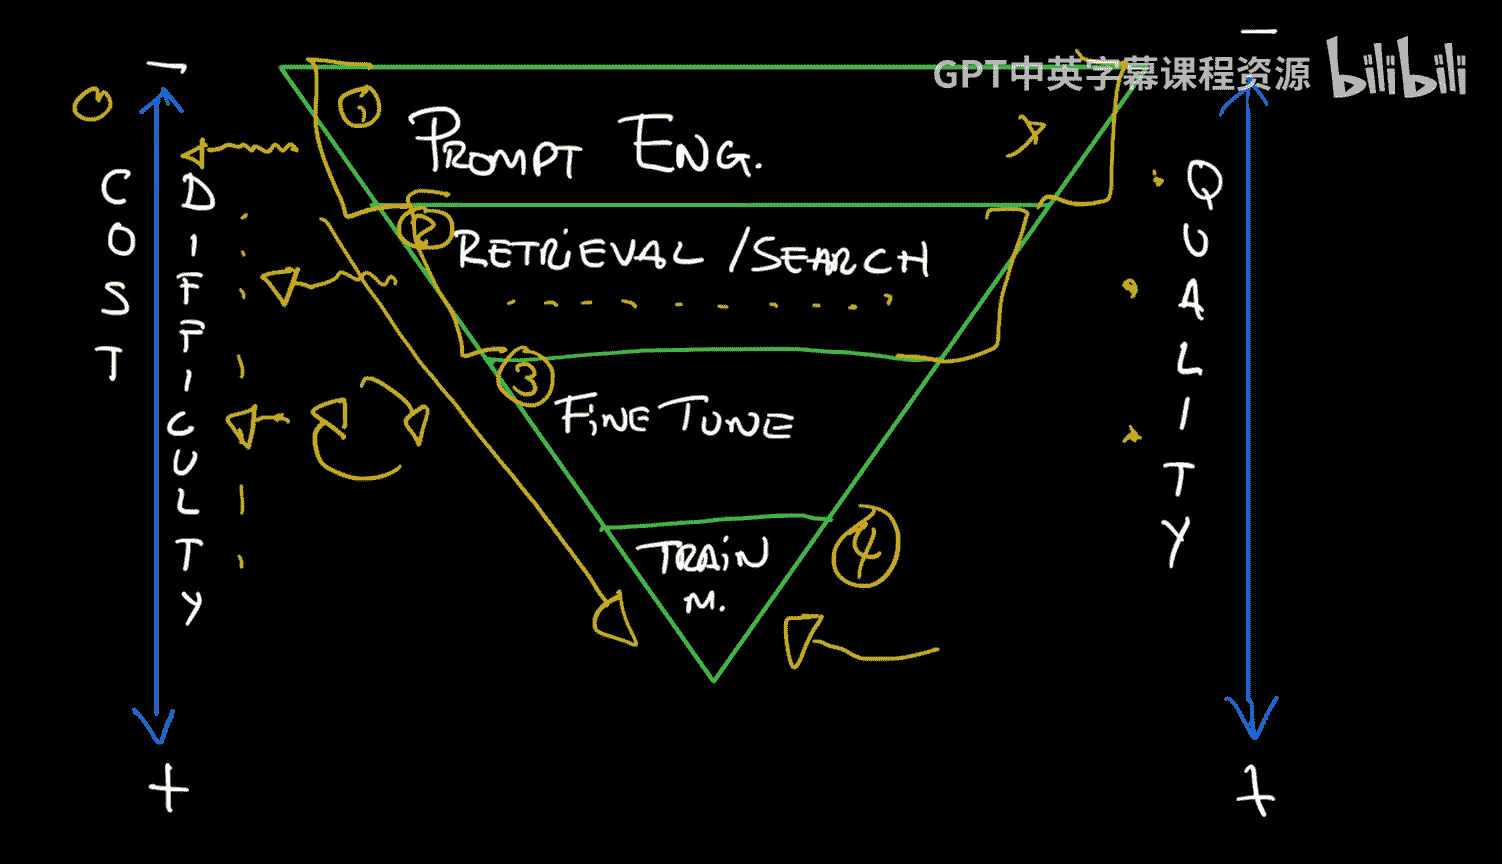 GPT中英字幕课程资源 bilibili
−
−
COST
DIFFICULTY
QUALITY
1
PROMPT ENG.
2
RETRIEVAL / SEARCH
3
FINE TUNE
4
TRAIN
M.
+
+